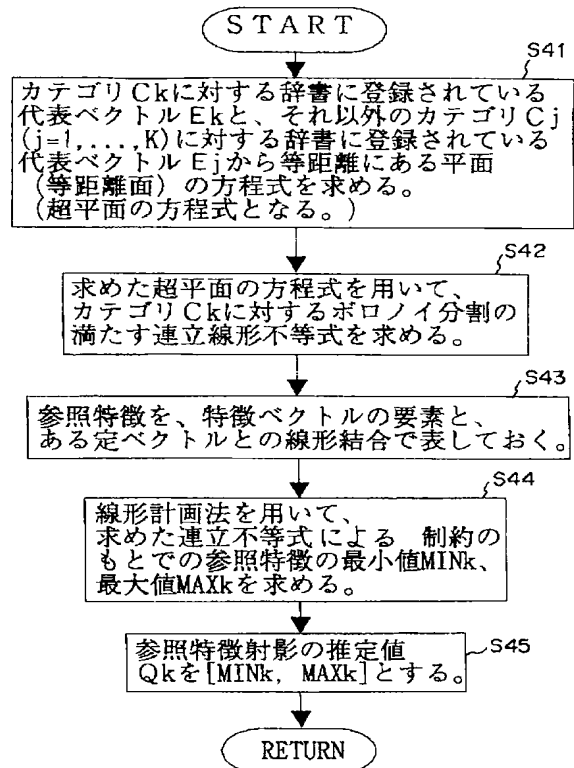 START
S41
カテゴリCkに対する辞書に登録されている
代表ベクトルEkと、それ以外のカテゴリCj
(j=1,...,K)に対する辞書に登録されている
代表ベクトルEjから等距離にある平面
(等距離面)の方程式を求める。
(超平面の方程式となる。)
S42
求めた超平面の方程式を用いて、
カテゴリCkに対するボロノイ分割の
満たす連立線形不等式を求める。
S43
参照特徴を、特徴ベクトルの要素と、
ある定ベクトルとの線形結合で表しておく。
S44
線形計画法を用いて、
求めた連立不等式による 制約の
もとでの参照特徴の最小値MINk、
最大値MAXkを求める。
S45
参照特徴射影の推定値
Qkを[MINk, MAXk]とする。
RETURN